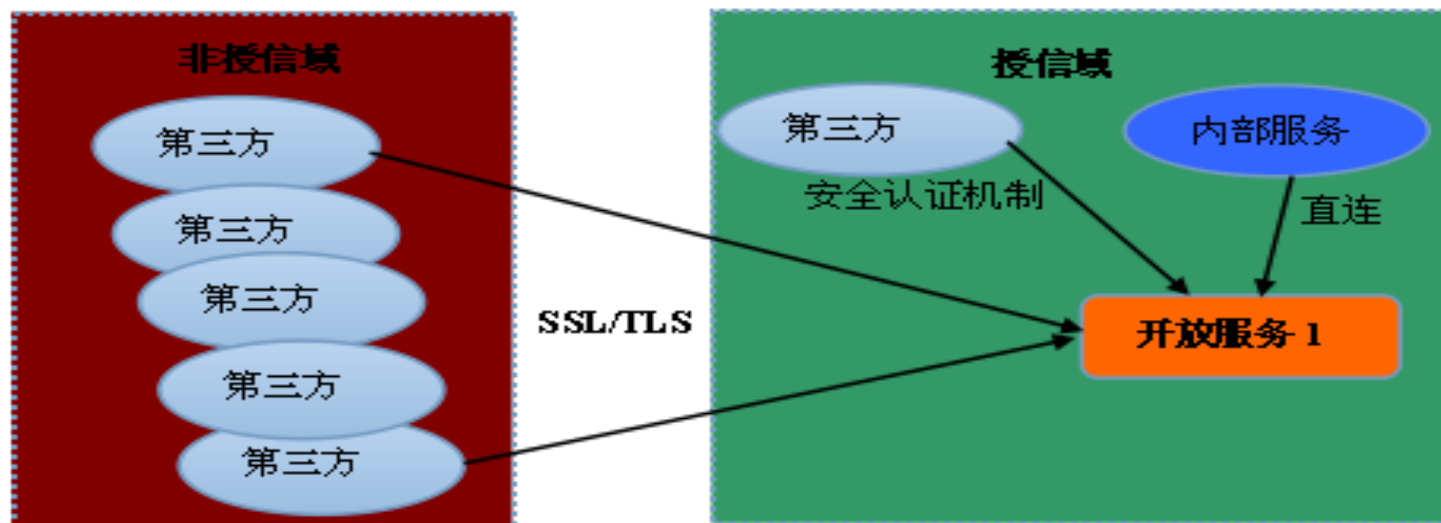 非授信域
第三方
第三方
第三方
第三方
第三方
SSL/TLS
授信域
第三方
内部服务
安全认证机制
直连
开放服务 1